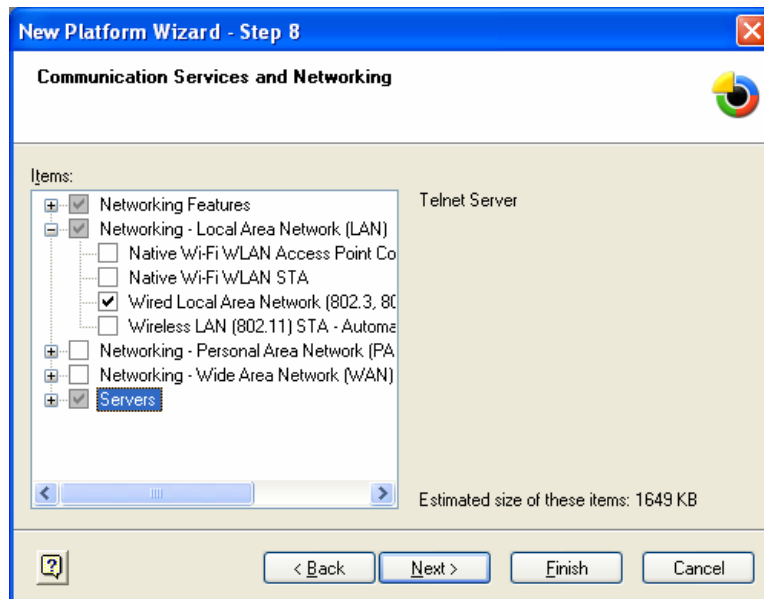 New Platform Wizard - Step 8
Communication Services and Networking
Items:
Networking Features
Networking - Local Area Network (LAN)
Native Wi-Fi WLAN Access Point Co
Native Wi-Fi WLAN STA
Wired Local Area Network (802.3, 80
Wireless LAN (802.11) STA - Automa
Networking - Personal Area Network (PA
Networking - Wide Area Network (WAN)
Servers
Telnet Server
Estimated size of these items: 1649 KB
< Back
Next >
Finish
Cancel